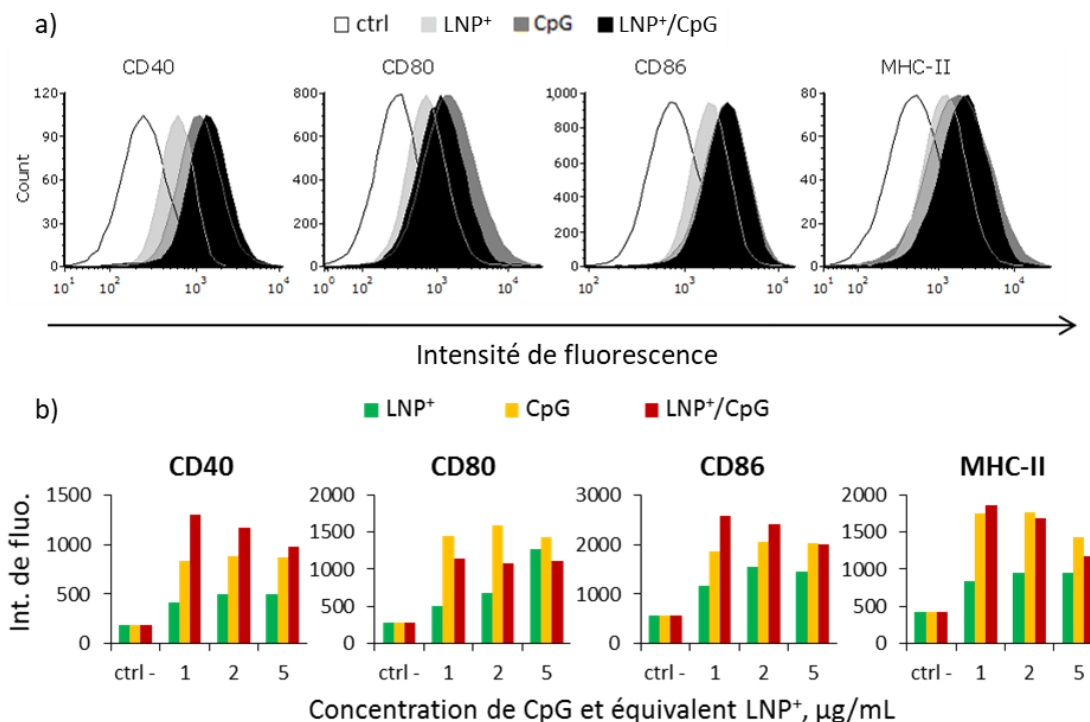 a) ctrl LNP⁺ CpG LNP⁺/CpG
CD40 CD80 CD86 MHC-II
Count
120 90 60 30 0
10¹ 10² 10³ 10⁴
800 600 400 200 0
10⁰ 10² 10³ 10⁴
1,000 800 600 400 200 0
10² 10³ 10⁴
80 60 40 20 0
10¹ 10² 10³ 10⁴
Intensité de fluorescence
b) LNP⁺ CpG LNP⁺/CpG
CD40 CD80 CD86 MHC-II
Int. de fluo.
1500 1000 500 0
2000 1500 1000 500 0
3000 2000 1000 0
2000 1500 1000 500 0
ctrl - 1 2 5 ctrl - 1 2 5 ctrl - 1 2 5 ctrl - 1 2 5
Concentration de CpG et équivalent LNP⁺, µg/mL